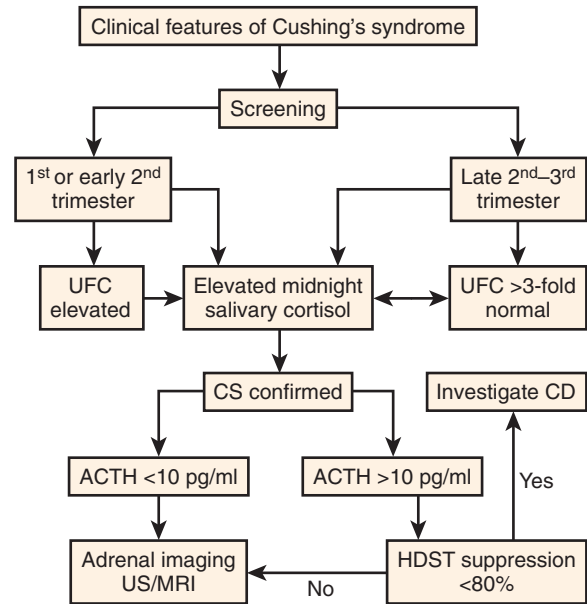 Clinical features of Cushing's syndrome
Screening
1st or early 2nd
trimester
Late 2nd–3rd
trimester
UFC
elevated
Elevated midnight
salivary cortisol
UFC >3-fold
normal
CS confirmed
Investigate CD
ACTH <10 pg/ml
ACTH >10 pg/ml
Yes
Adrenal imaging
US/MRI
No
HDST suppression
<80%